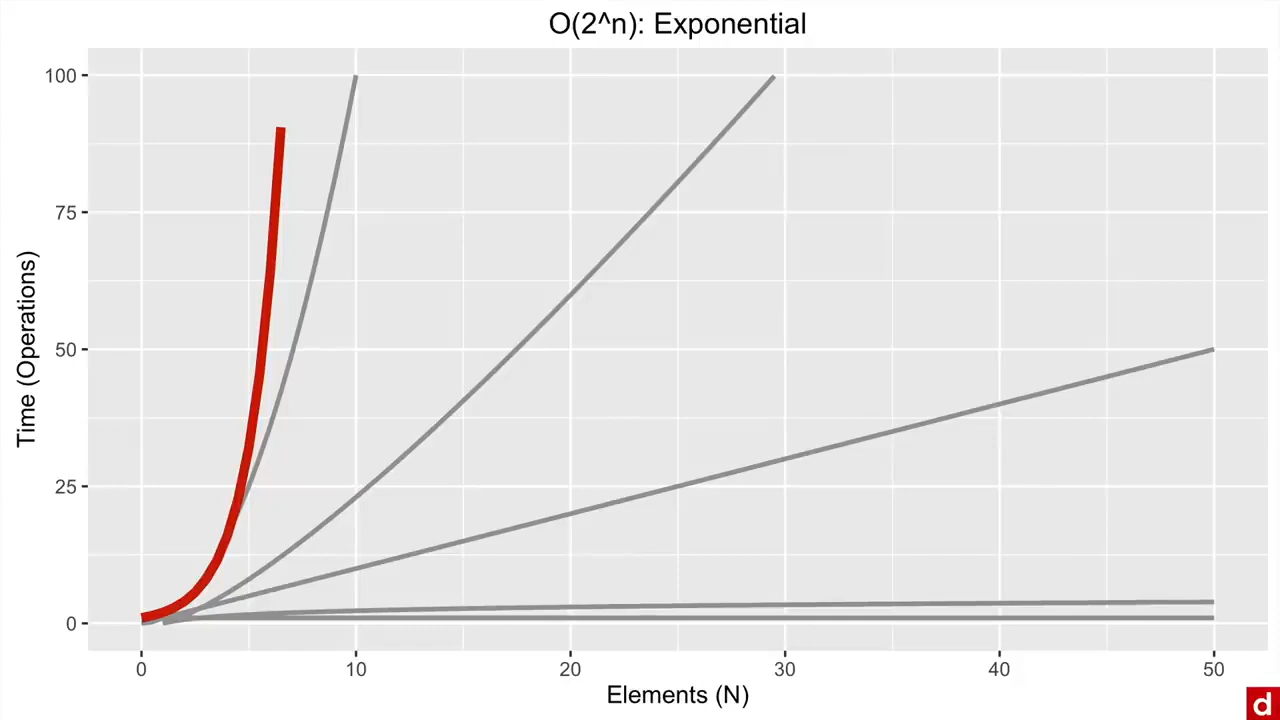 O(2^n): Exponential
100
75
50
25
0
Time (Operations)
0 10 20 30 40 50
Elements (N)
d